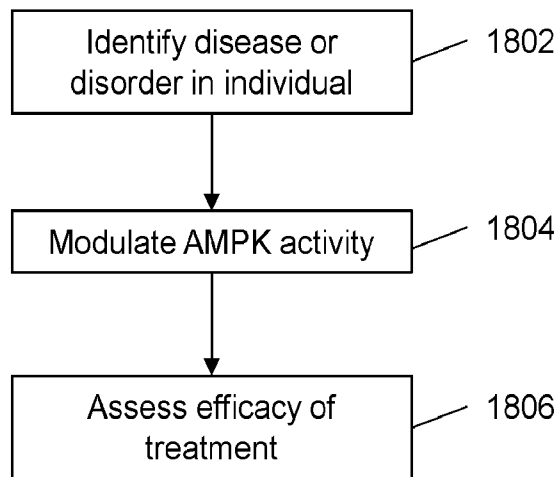 Identify disease or
disorder in individual
1802
Modulate AMPK activity
1804
Assess efficacy of
treatment
1806